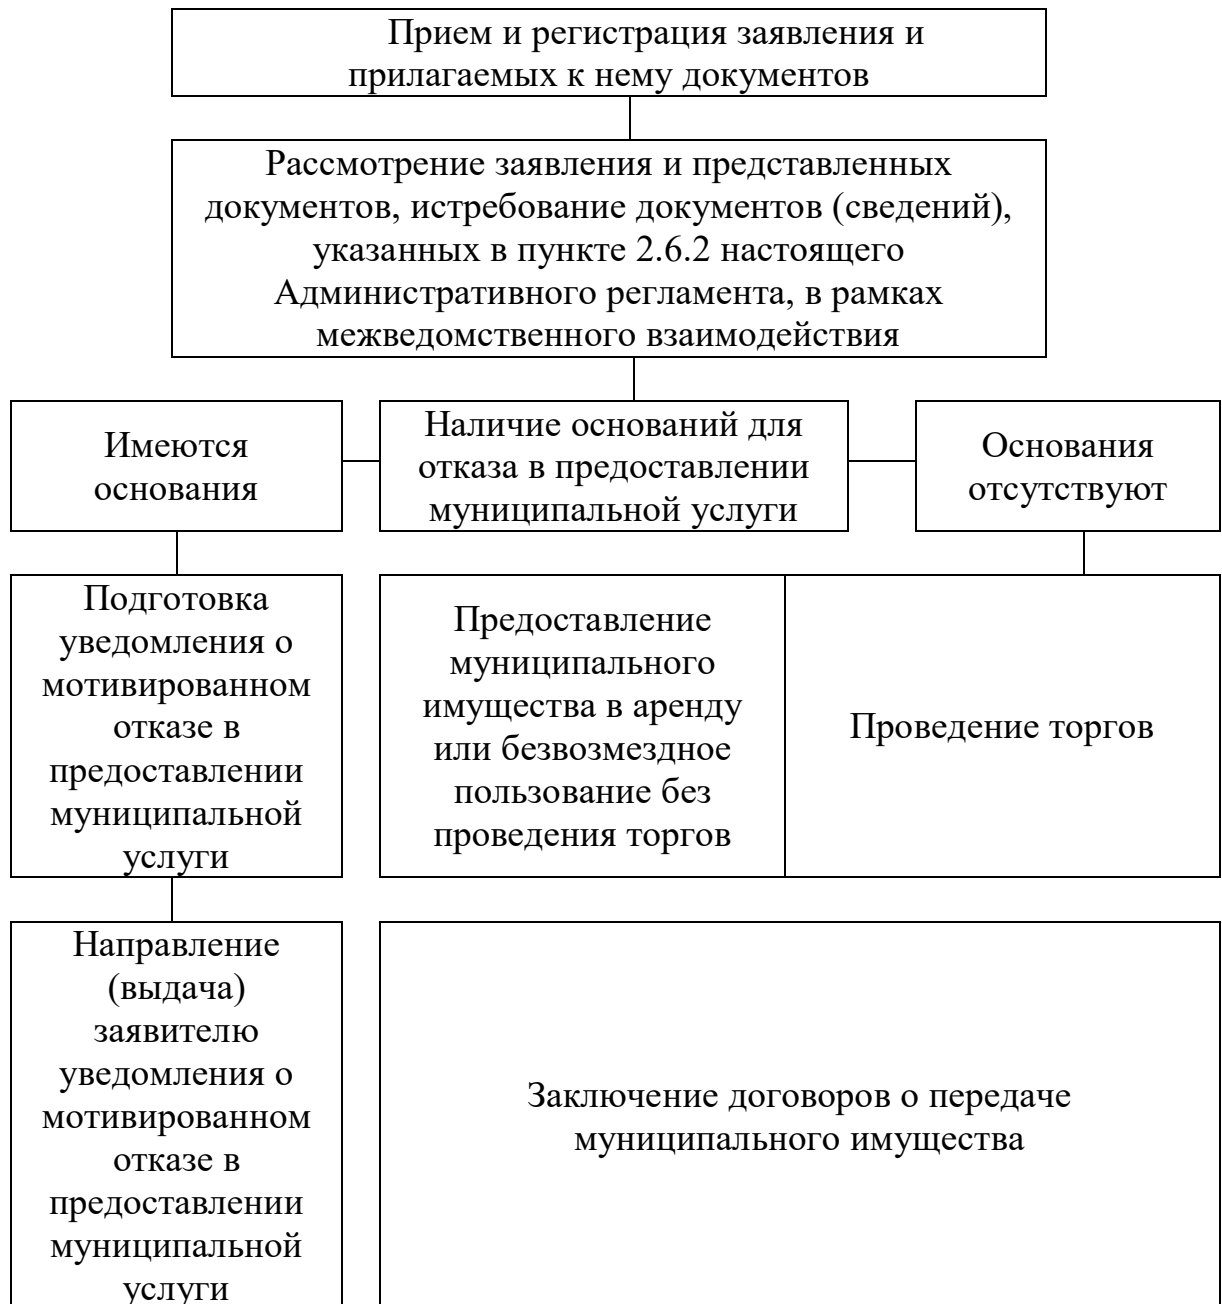 Прием и регистрация заявления и
прилагаемых к нему документов
Рассмотрение заявления и представленных
документов, истребование документов (сведений),
указанных в пункте 2.6.2 настоящего
Административного регламента, в рамках
межведомственного взаимодействия
Имеются
основания
Наличие оснований для
отказа в предоставлении
муниципальной услуги
Основания
отсутствуют
Подготовка
уведомления о
мотивированном
отказе в
предоставлении
муниципальной
услуги
Предоставление
муниципального
имущества в аренду
или безвозмездное
пользование без
проведения торгов
Проведение торгов
Направление
(выдача)
заявителю
уведомления о
мотивированном
отказе в
предоставлении
муниципальной
услуги
Заключение договоров о передаче
муниципального имущества